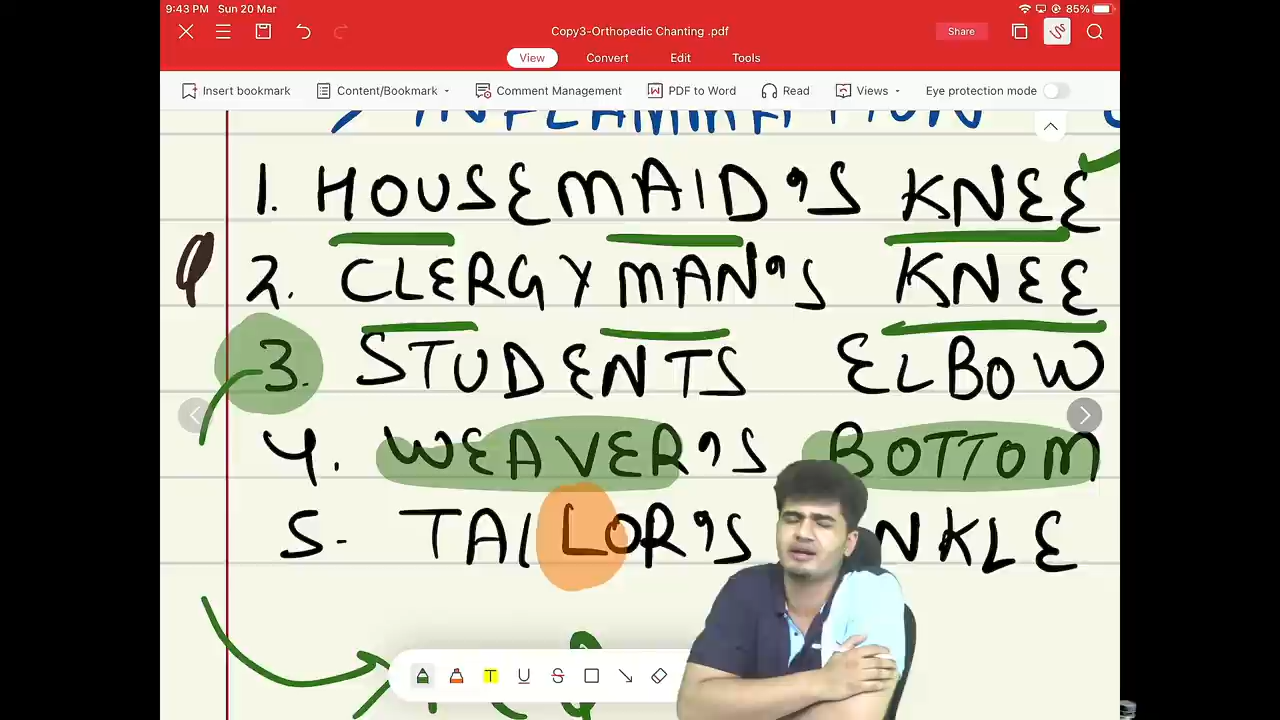 9:43 PM Sun 20 Mar 85%
Copy3-Orthopedic Chanting .pdf
Share
View Convert Edit Tools
Insert bookmark Content/Bookmark Comment Management PDF to Word Read Views Eye protection mode
INFLAMMATION
1. HOUSEMAID'S KNEE
2. CLERGYMAN'S KNEE
3. STUDENTS ELBOW
4. WEAVER'S BOTTOM
5- TAILOR'S NKLE
T U S